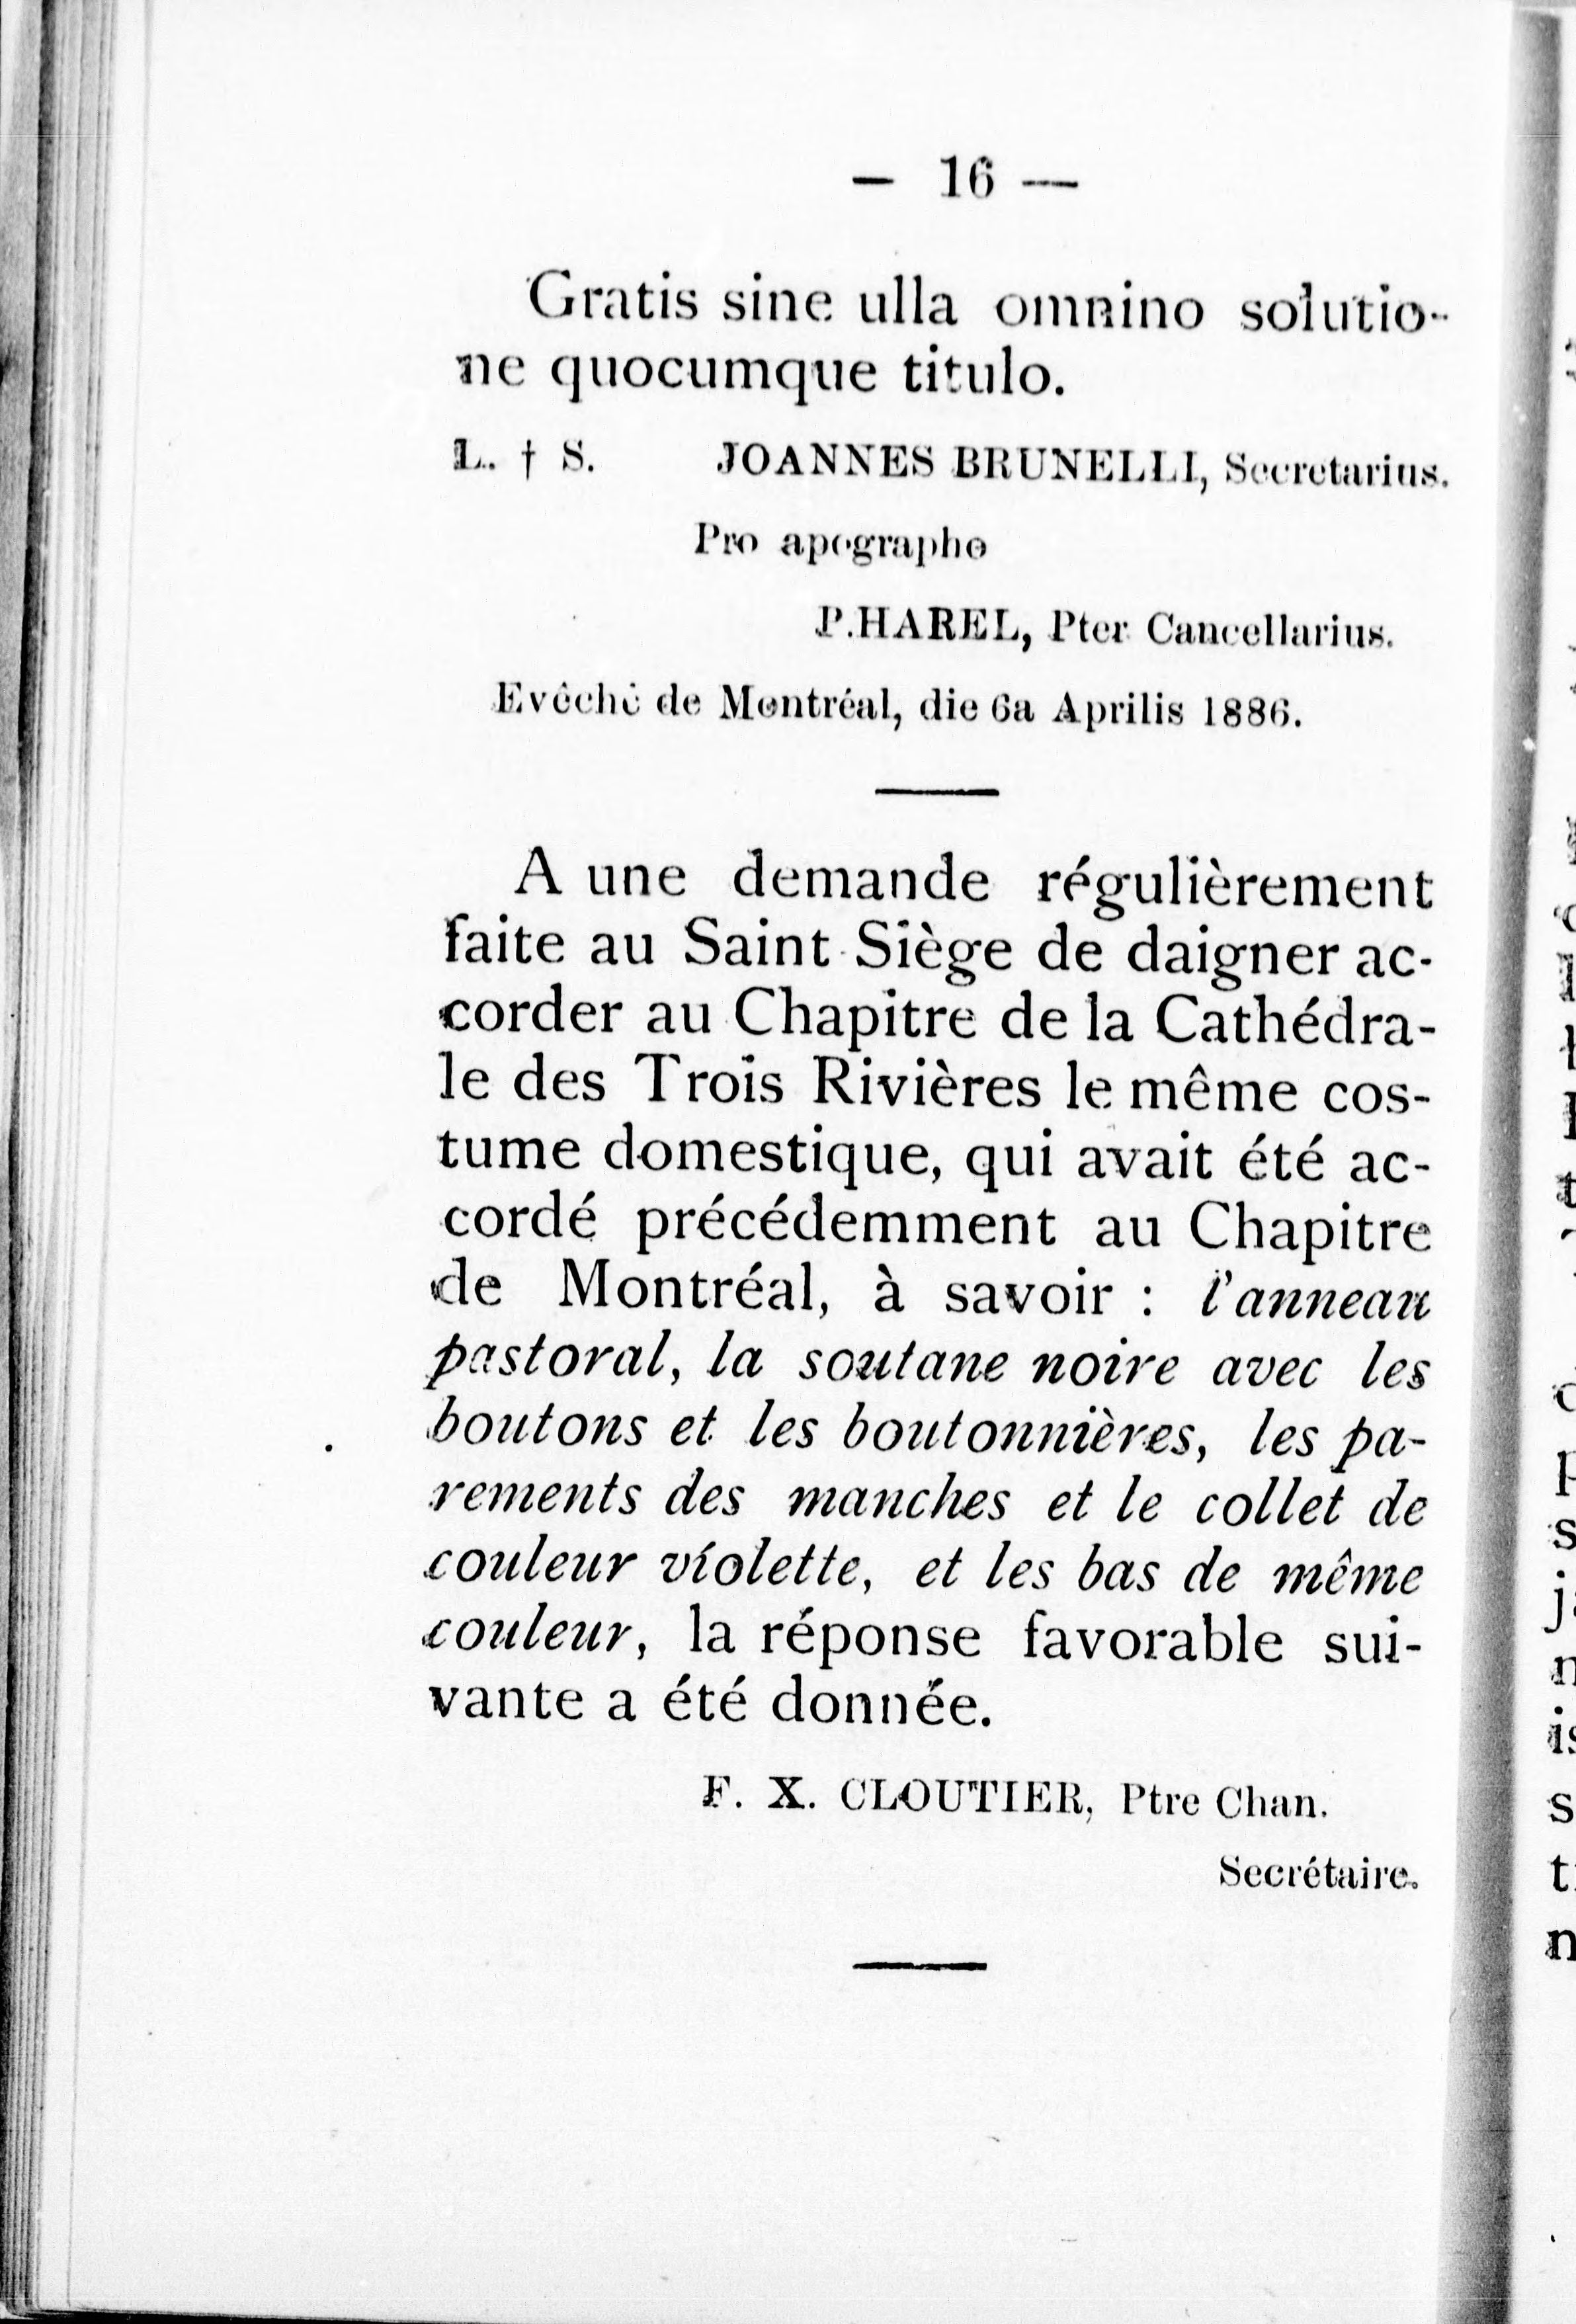 — 16 —
Gratis sine ulla omnino solutio-
ne quocumque titulo.
L. † S. JOANNES BRUNELLI, Secretarius.
Pro apographo
P. HAREL, Pter Cancellarius.
Evêché de Montréal, die 6a Aprilis 1886.
A une demande régulièrement
faite au Saint Siège de daigner ac-
corder au Chapitre de la Cathédra-
le des Trois Rivières le même cos-
tume domestique, qui avait été ac-
cordé précédemment au Chapitre
de Montréal, à savoir : l'anneau
pastoral, la soutane noire avec les
boutons et les boutonnières, les pa-
rements des manches et le collet de
couleur violette, et les bas de même
couleur, la réponse favorable sui-
vante a été donnée.
F. X. CLOUTIER, Ptre Chan.
Secrétaire.